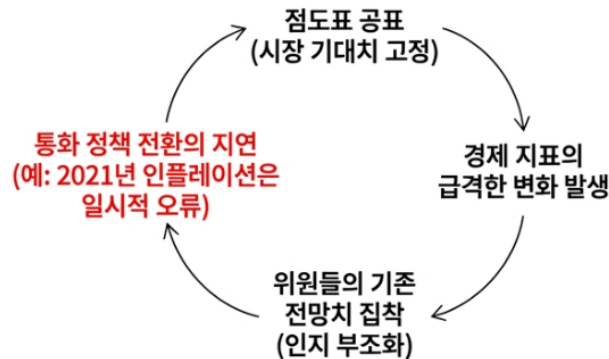 점도표 공표
(시장 기대치 고정)
경제 지표의
급격한 변화 발생
위원들의 기존
전망치 집착
(인지 부조화)
통화 정책 전환의 지연
(예: 2021년 인플레이션은
일시적 오류)